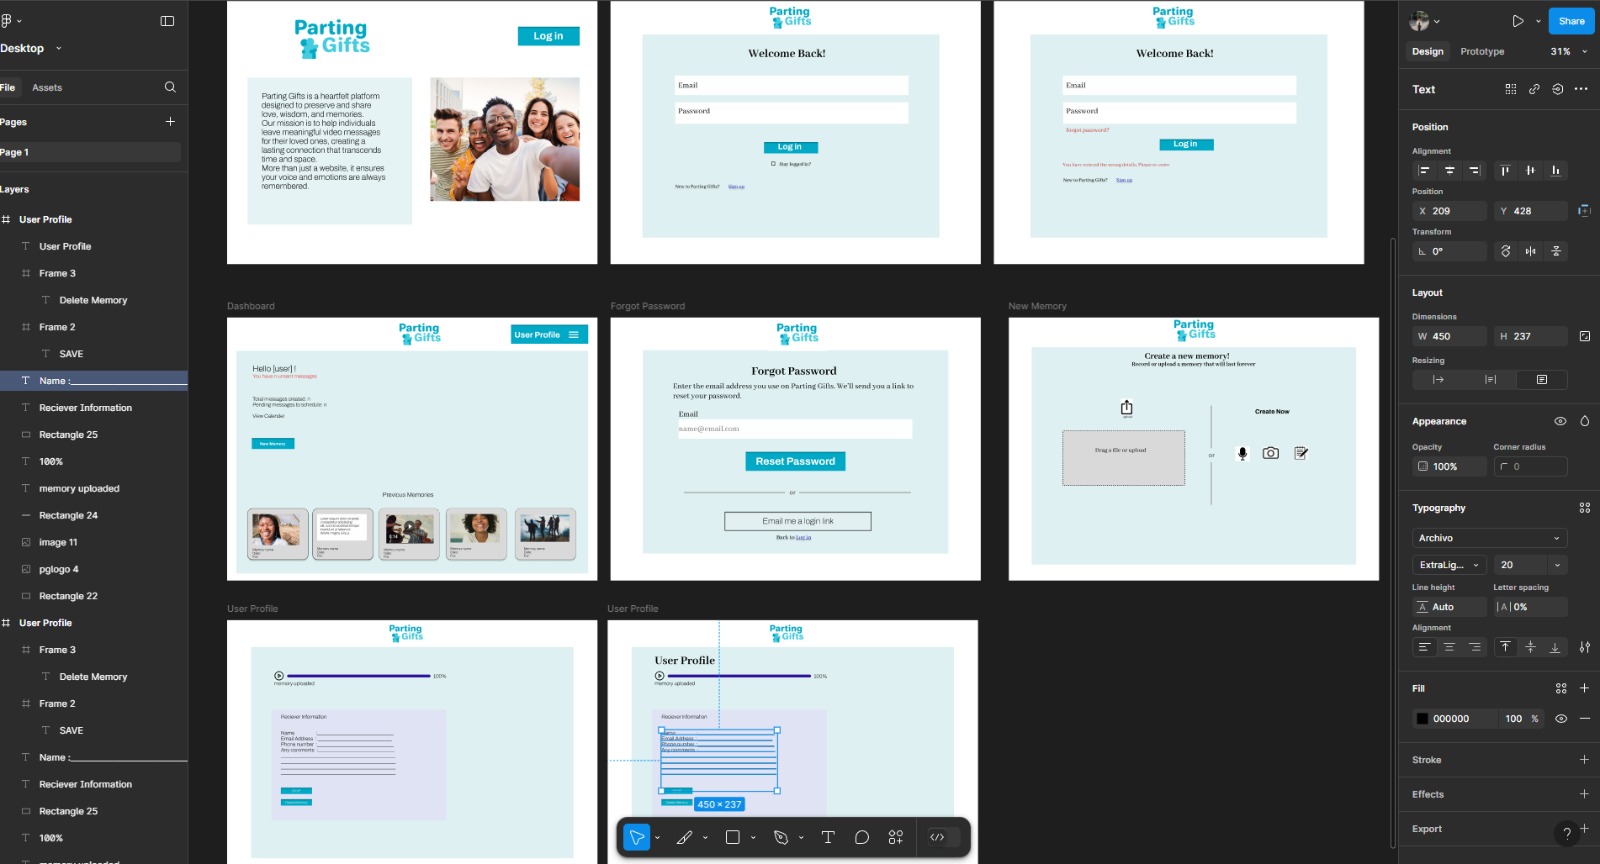 Desktop
File
Assets
Pages
Page 1
Layers
User Profile
User Profile
Frame 3
Delete Memory
Frame 2
SAVE
Name :
Reciever Information
Rectangle 25
100%
memory uploaded
Rectangle 24
image 11
pglogo 4
Rectangle 22
User Profile
Frame 3
Delete Memory
Frame 2
SAVE
Name :
Reciever Information
Rectangle 25
100%
memory uploaded
Parting
Gifts
Log in
Parting Gifts is a heartfelt platform
designed to preserve and share
love, wisdom, and memories.
Our mission is to help individuals
leave meaningful video messages
for their loved ones, creating a
lasting connection that transcends
time and space.
More than just a website, it ensures
your voice and emotions are always
remembered.
Parting
Gifts
Welcome Back!
Email
Password
Log in
Stay logged in?
New to Parting Gifts? Sign up
Parting
Gifts
Welcome Back!
Email
Password
Forgot password?
Log in
You have entered the wrong details. Please re-enter
New to Parting Gifts? Sign up
Dashboard
Parting
Gifts
User Profile
Hello [user] !
You have n unsent messages
Total messages created: n
Pending messages to schedule: n
View Calender
New Memory
Previous Memories
Memory name
Memory name
Memory name
Memory name
Memory name
Forgot Password
Parting
Gifts
Forgot Password
Enter the email address you use on Parting Gifts. We'll send you a link to
reset your password.
Email
name@email.com
Reset Password
or
Email me a login link
Back to Log in
New Memory
Parting
Gifts
Create a new memory!
Record or upload a memory that will last forever
upload
Drag a file or upload
or
Create Now
User Profile
Parting
Gifts
100%
memory uploaded
Reciever Information
Name :
Email Address :
Phone number :
Any comments :
User Profile
Parting
Gifts
User Profile
100%
memory uploaded
Reciever Information
Name :
Email Address :
Phone number :
Any comments :
450 × 237
Share
Design
Prototype
31%
Text
Position
Alignment
Position
X 209
Y 428
Transform
0°
Layout
Dimensions
W 450
H 237
Resizing
Appearance
Opacity
Corner radius
100%
0
Typography
Archivo
ExtraLig...
20
Line height
Letter spacing
Auto
0%
Alignment
Fill
000000
100 %
Stroke
Effects
Export
?